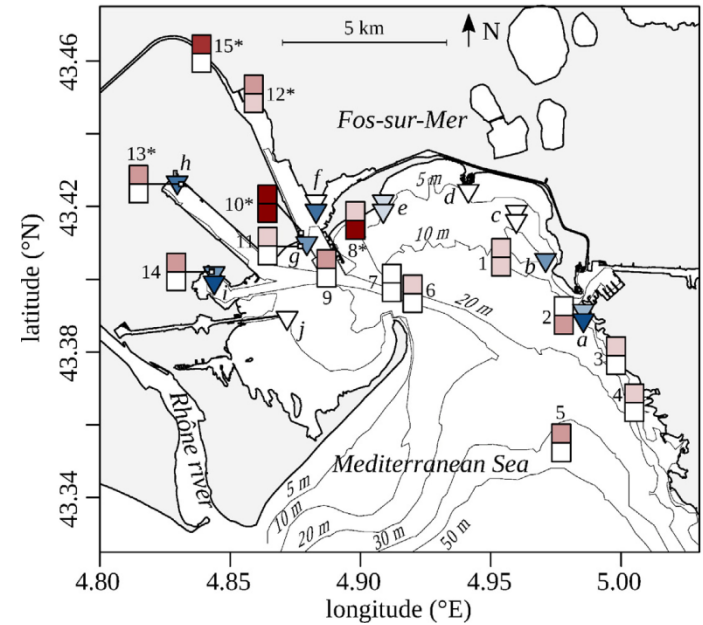 5 km
N
43.46
15*
12*
Fos-sur-Mer
13*
h
f
5 m
d
43.42
10*
e
c
10 m
11
g
8*
1
b
14
i
9
7
6
20 m
2
a
43.38
j
3
4
Rhône river
5
Mediterranean Sea
5 m
10 m
20 m
30 m
50 m
43.34
latitude (°N)
4.80
4.85
4.90
4.95
5.00
longitude (°E)